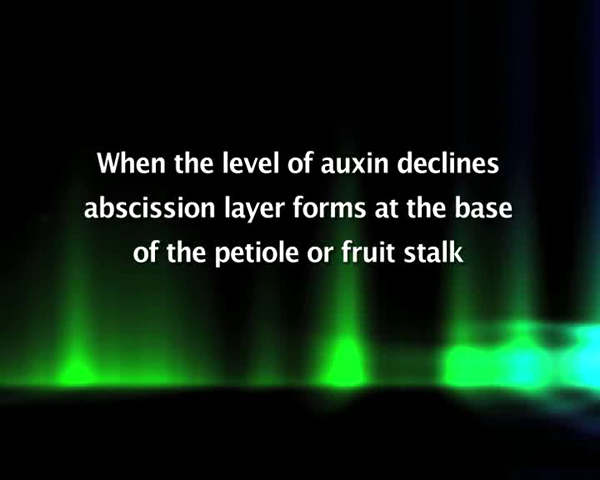 When the level of auxin declines
abscission layer forms at the base
of the petiole or fruit stalk